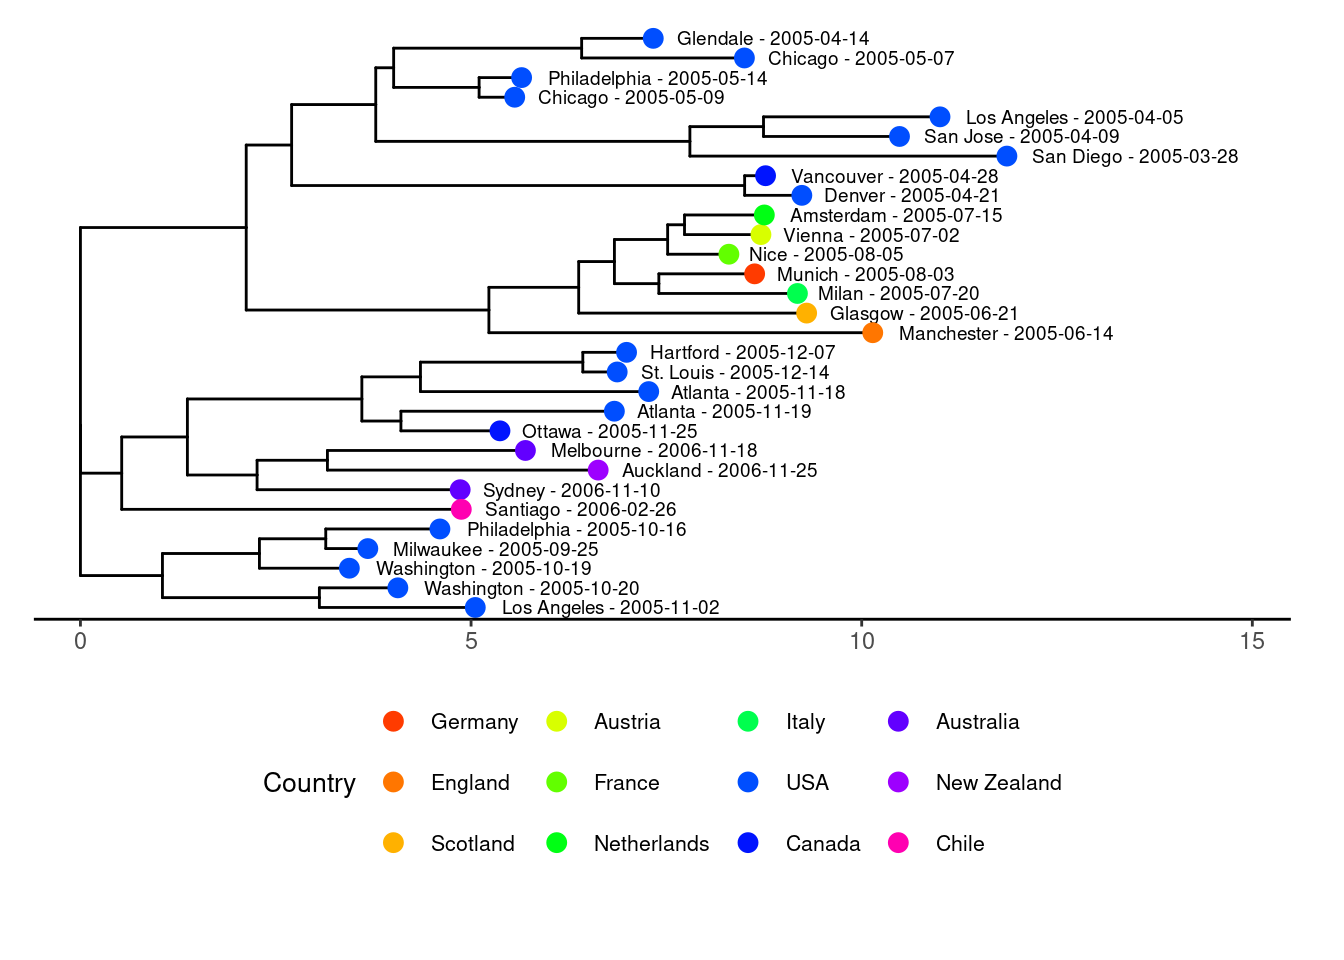 Glendale - 2005-04-14
Chicago - 2005-05-07
Philadelphia - 2005-05-14
Chicago - 2005-05-09
Los Angeles - 2005-04-05
San Jose - 2005-04-09
San Diego - 2005-03-28
Vancouver - 2005-04-28
Denver - 2005-04-21
Amsterdam - 2005-07-15
Vienna - 2005-07-02
Nice - 2005-08-05
Munich - 2005-08-03
Milan - 2005-07-20
Glasgow - 2005-06-21
Manchester - 2005-06-14
Hartford - 2005-12-07
St. Louis - 2005-12-14
Atlanta - 2005-11-18
Atlanta - 2005-11-19
Ottawa - 2005-11-25
Melbourne - 2006-11-18
Auckland - 2006-11-25
Sydney - 2006-11-10
Santiago - 2006-02-26
Philadelphia - 2005-10-16
Milwaukee - 2005-09-25
Washington - 2005-10-19
Washington - 2005-10-20
Los Angeles - 2005-11-02
0 5 10 15
Germany Austria Italy Australia
Country England France USA New Zealand
Scotland Netherlands Canada Chile